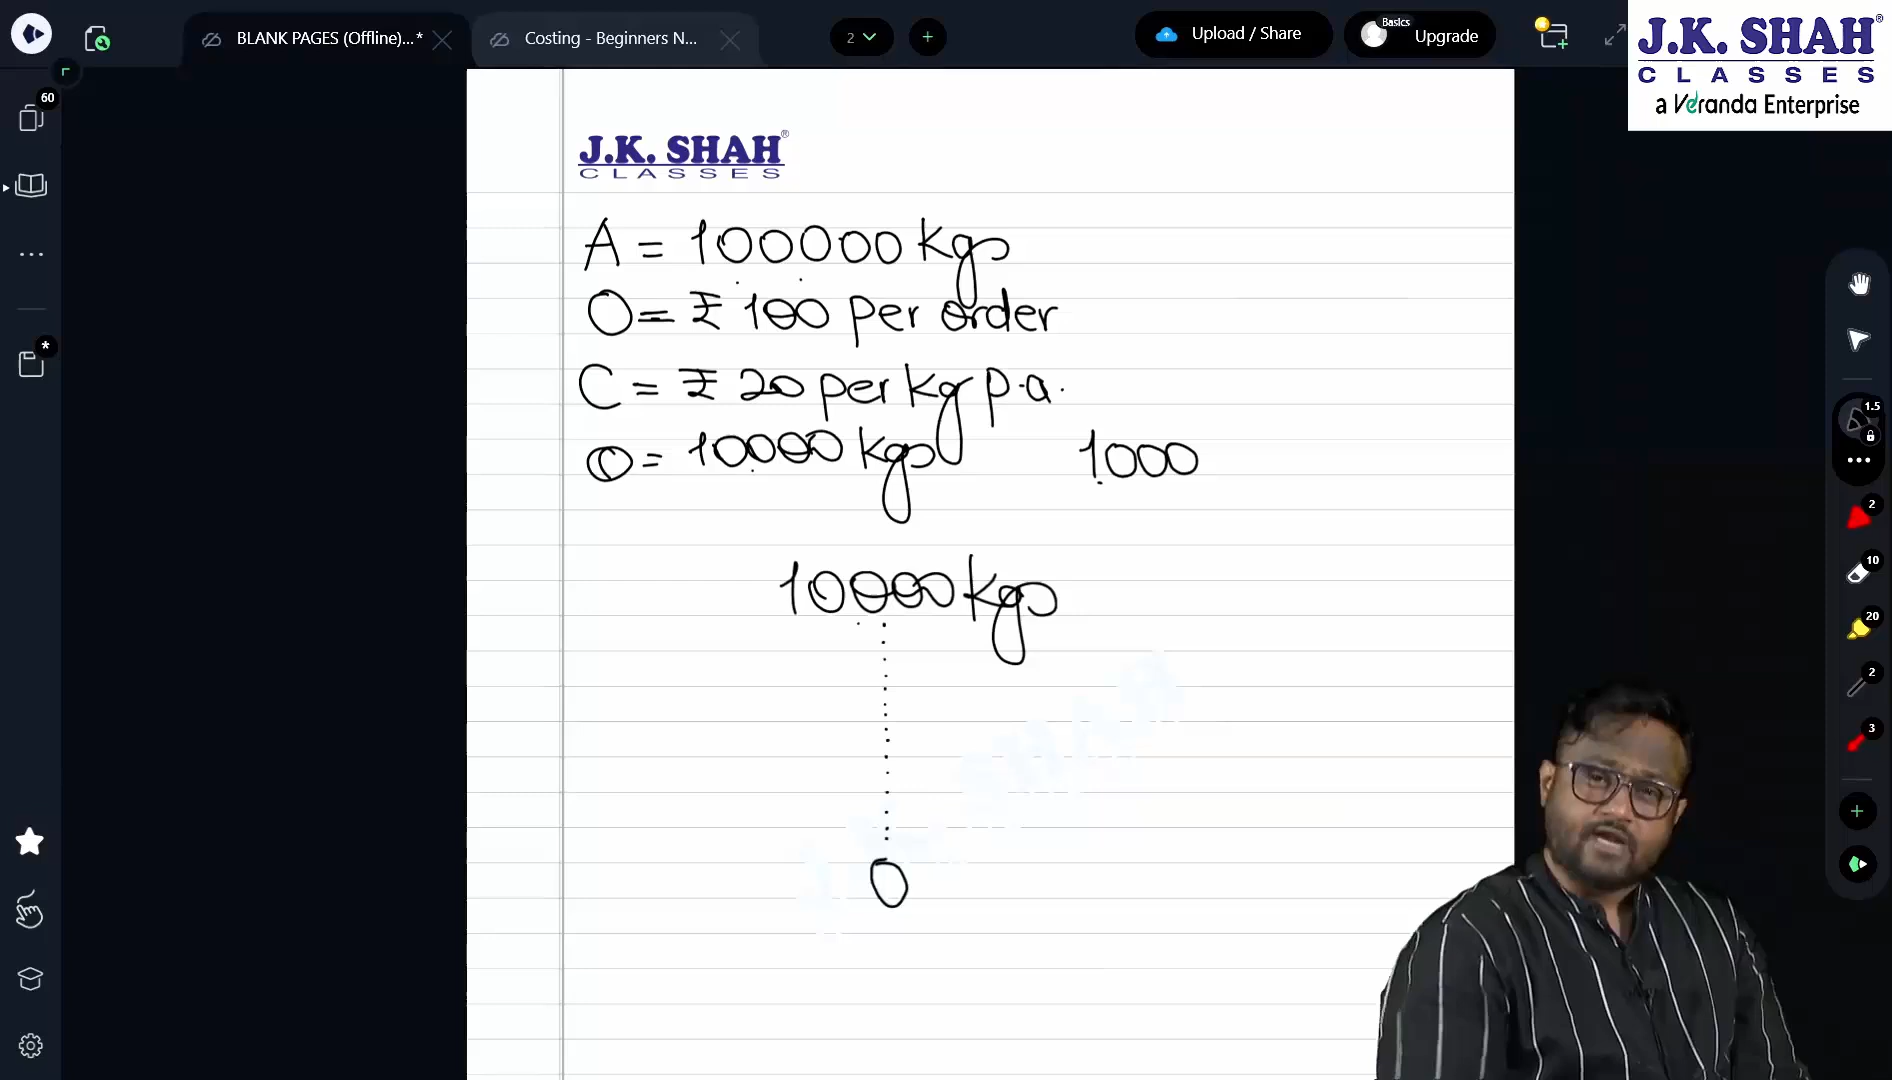 BLANK PAGES (Offline)...*
Costing - Beginners N...
2
Upload / Share
Basics
Upgrade
J.K. SHAH®
CLASSES
a Veranda Enterprise
60
J.K. SHAH®
CLASSES
A = 100000 kgs
O = ₹ 100 per order
C = ₹ 20 per kg p.a.
O = 10000 kgs
1000
10000 kgs
0
J.K. SHAH
1.5
2
10
20
2
3